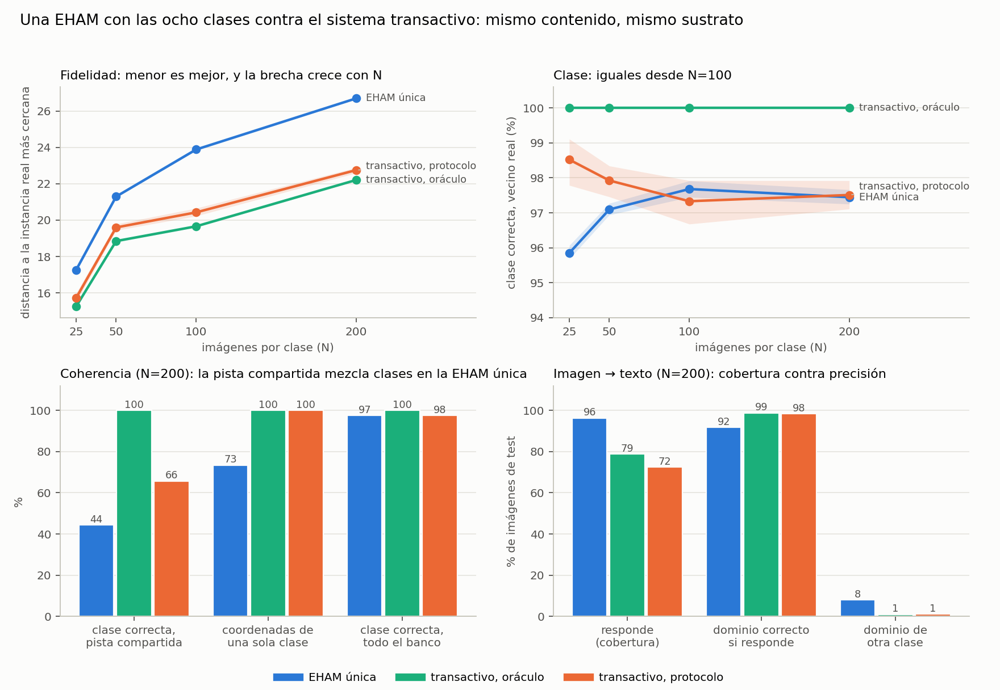 Una EHAM con las ocho clases contra el sistema transactivo: mismo contenido, mismo sustrato
Fidelidad: menor es mejor, y la brecha crece con N
distancia a la instancia real más cercana
26
24
22
20
18
16
EHAM única
transactivo, protocolo
transactivo, oráculo
25
50
100
200
imágenes por clase (N)
Clase: iguales desde N=100
clase correcta, vecino real (%)
100
99
98
97
96
95
94
transactivo, oráculo
transactivo, protocolo
EHAM única
25
50
100
200
imágenes por clase (N)
Coherencia (N=200): la pista compartida mezcla clases en la EHAM única
%
100
80
60
40
20
0
44
100
66
73
100
100
97
100
98
clase correcta,
pista compartida
coordenadas de
una sola clase
clase correcta,
todo el banco
Imagen → texto (N=200): cobertura contra precisión
% de imágenes de test
100
80
60
40
20
0
96
79
72
92
99
98
8
1
1
responde
(cobertura)
dominio correcto
si responde
dominio de
otra clase
EHAM única
transactivo, oráculo
transactivo, protocolo